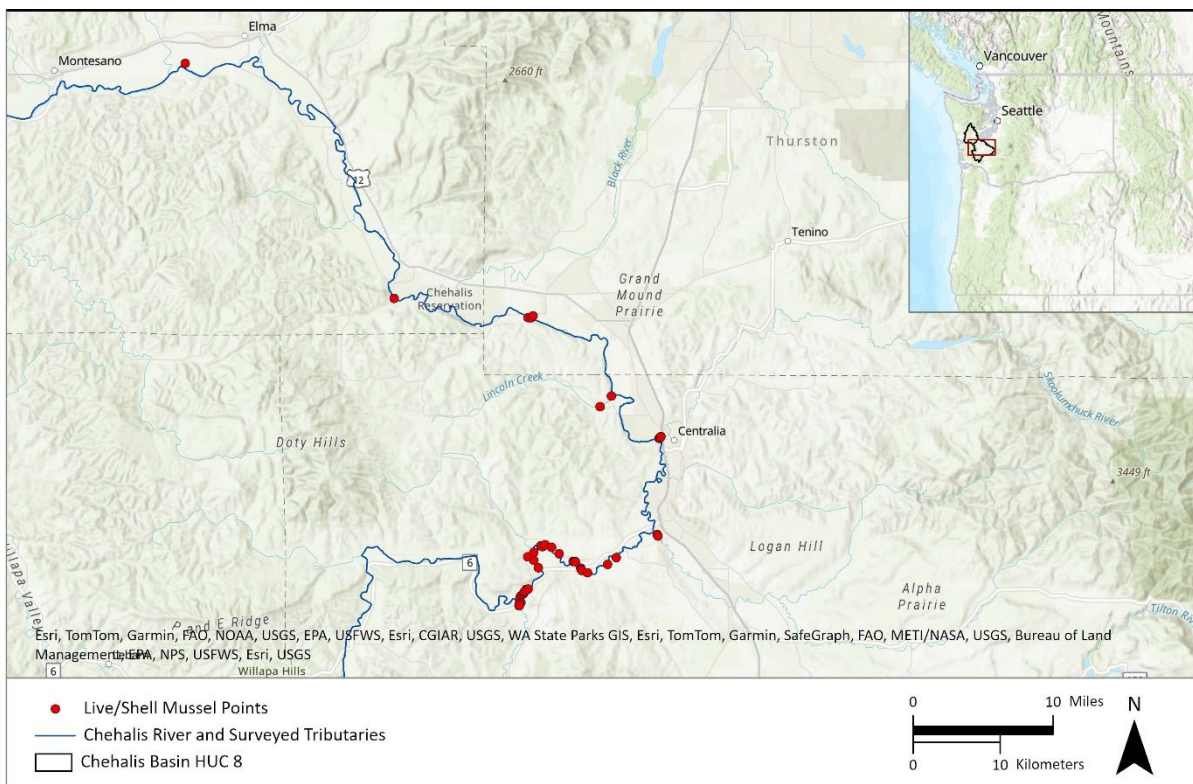 Elma
Montesano
2660 ft
Black River
Thurston
12
Tenino
Grand
Mound
Prairie
Chehalis
Reservation
Lincoln Creek
Skookumchuck River
Centralia
Doty Hills
3449 ft
Logan Hill
6
Alpha
Prairie
Tilton River
Willapa Valley
P and E Ridge
Esri, TomTom, Garmin, FAO, NOAA, USGS, EPA, USFWS, Esri, CGIAR, USGS, WA State Parks GIS, Esri, TomTom, Garmin, SafeGraph, FAO, METI/NASA, USGS, Bureau of Land
Management, EPA, NPS, USFWS, Esri, USGS
6
Willapa Hills
Mountains
Vancouver
Seattle
Live/Shell Mussel Points
Chehalis River and Surveyed Tributaries
Chehalis Basin HUC 8
0 10 Miles
0 10 Kilometers
N